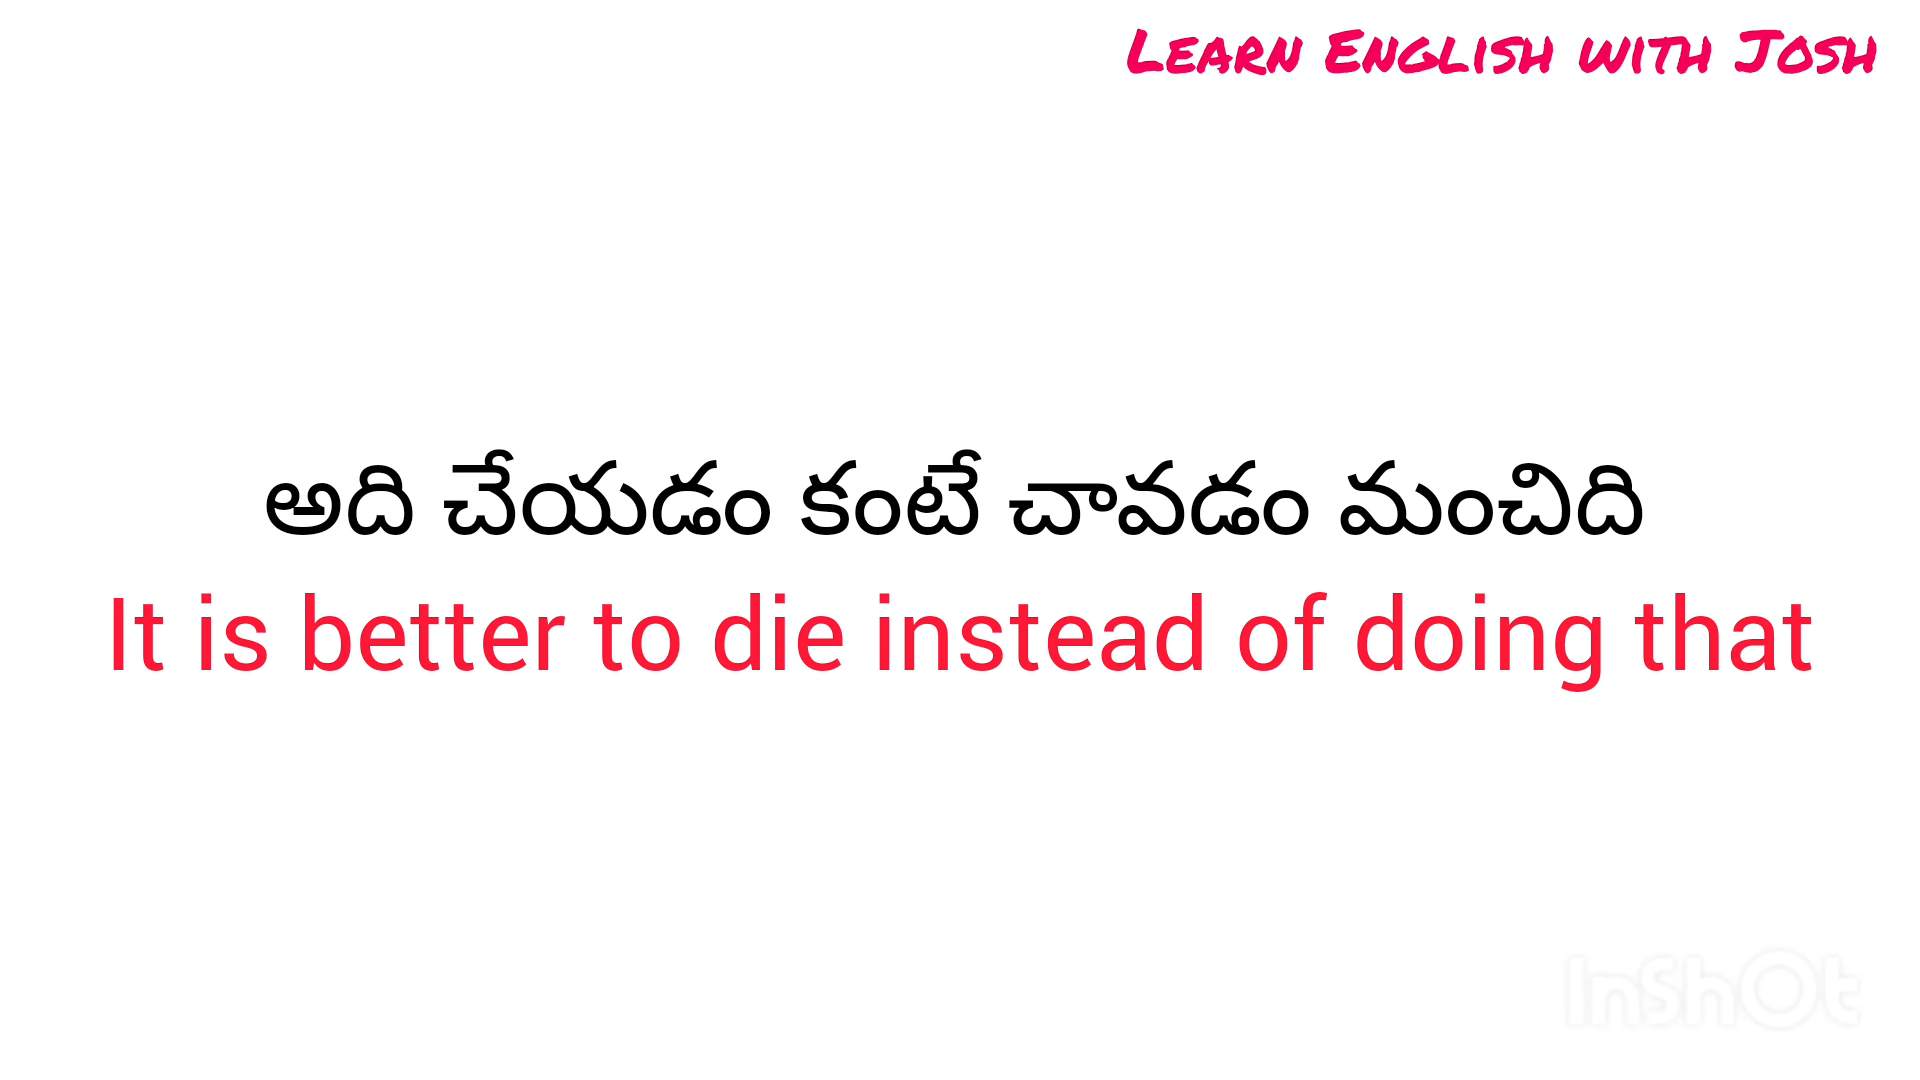 Learn English with Josh
అది చేయడం కంటే చావడం మంచిది
It is better to die instead of doing that
InShOt